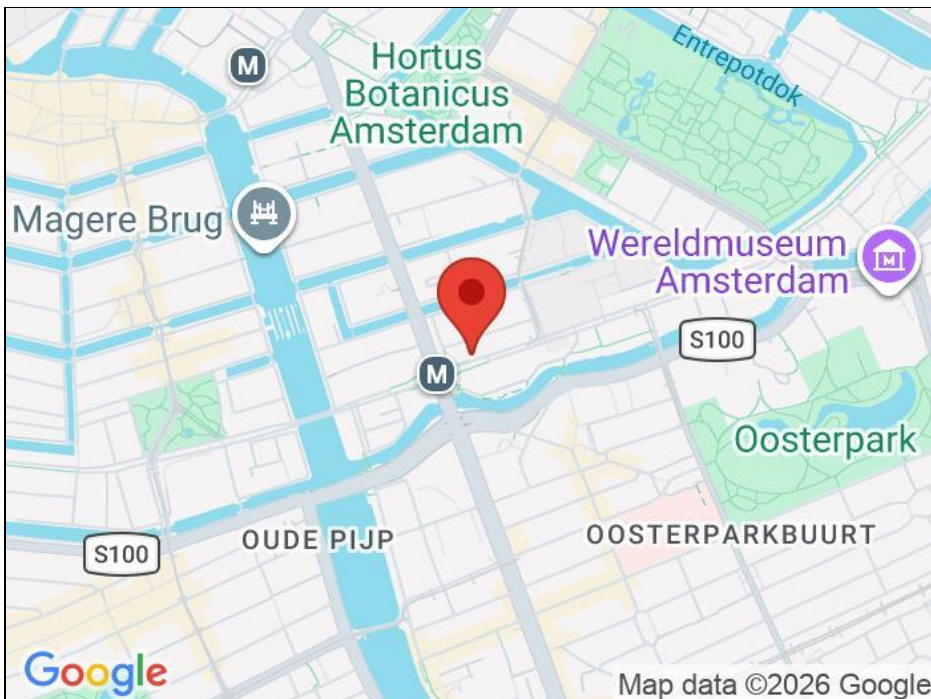 Entrepotdok
M
Hortus
Botanicus
Amsterdam
Magere Brug
Wereldmuseum
Amsterdam
M
S100
M
Oosterpark
OUDE PIJP
OOSTERPARKBUURT
S100
Google
Map data ©2026 Google